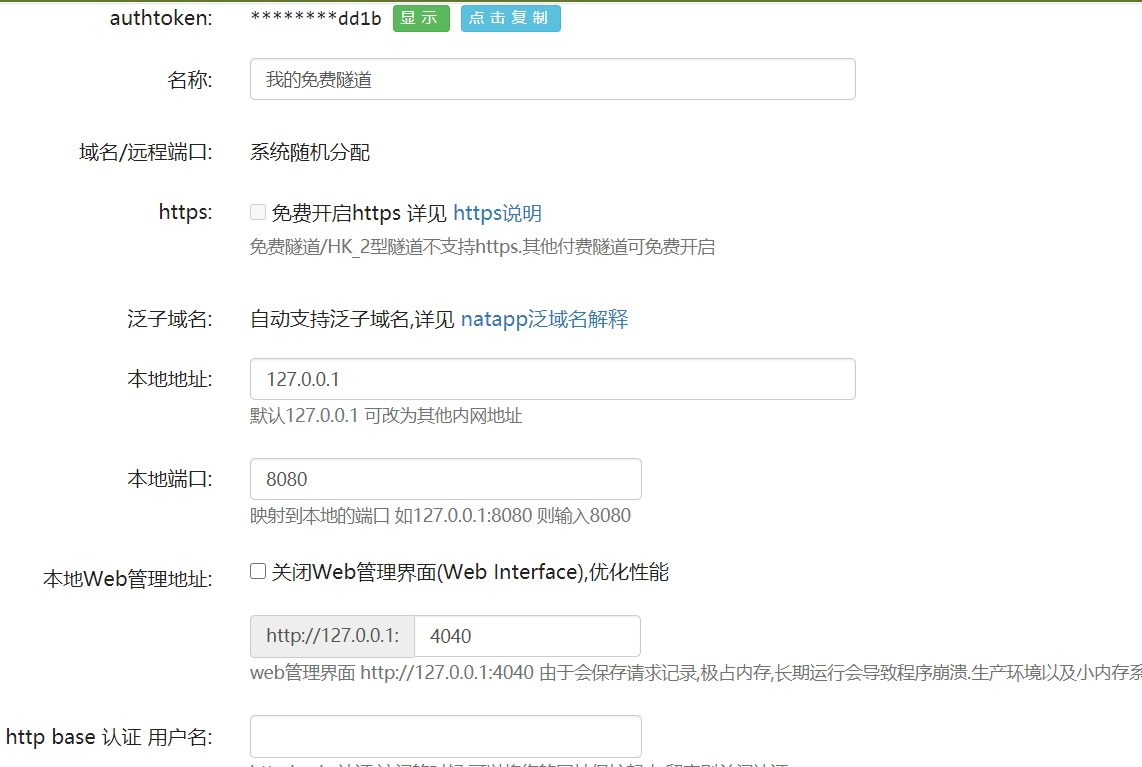 authtoken: ********dd1b 显示 点击复制
名称: 我的免费隧道
域名/远程端口: 系统随机分配
https: 免费开启https 详见 https说明
免费隧道/HK_2型隧道不支持https.其他付费隧道可免费开启
泛子域名: 自动支持泛子域名,详见 natapp泛域名解释
本地地址: 127.0.0.1
默认127.0.0.1 可改为其他内网地址
本地端口: 8080
映射到本地的端口 如127.0.0.1:8080 则输入8080
本地Web管理地址: 关闭Web管理界面(Web Interface),优化性能
http://127.0.0.1: 4040
web管理界面 http://127.0.0.1:4040 由于会保存请求记录,极占内存,长期运行会导致程序崩溃.生产环境以及小内存系
http base 认证 用户名: